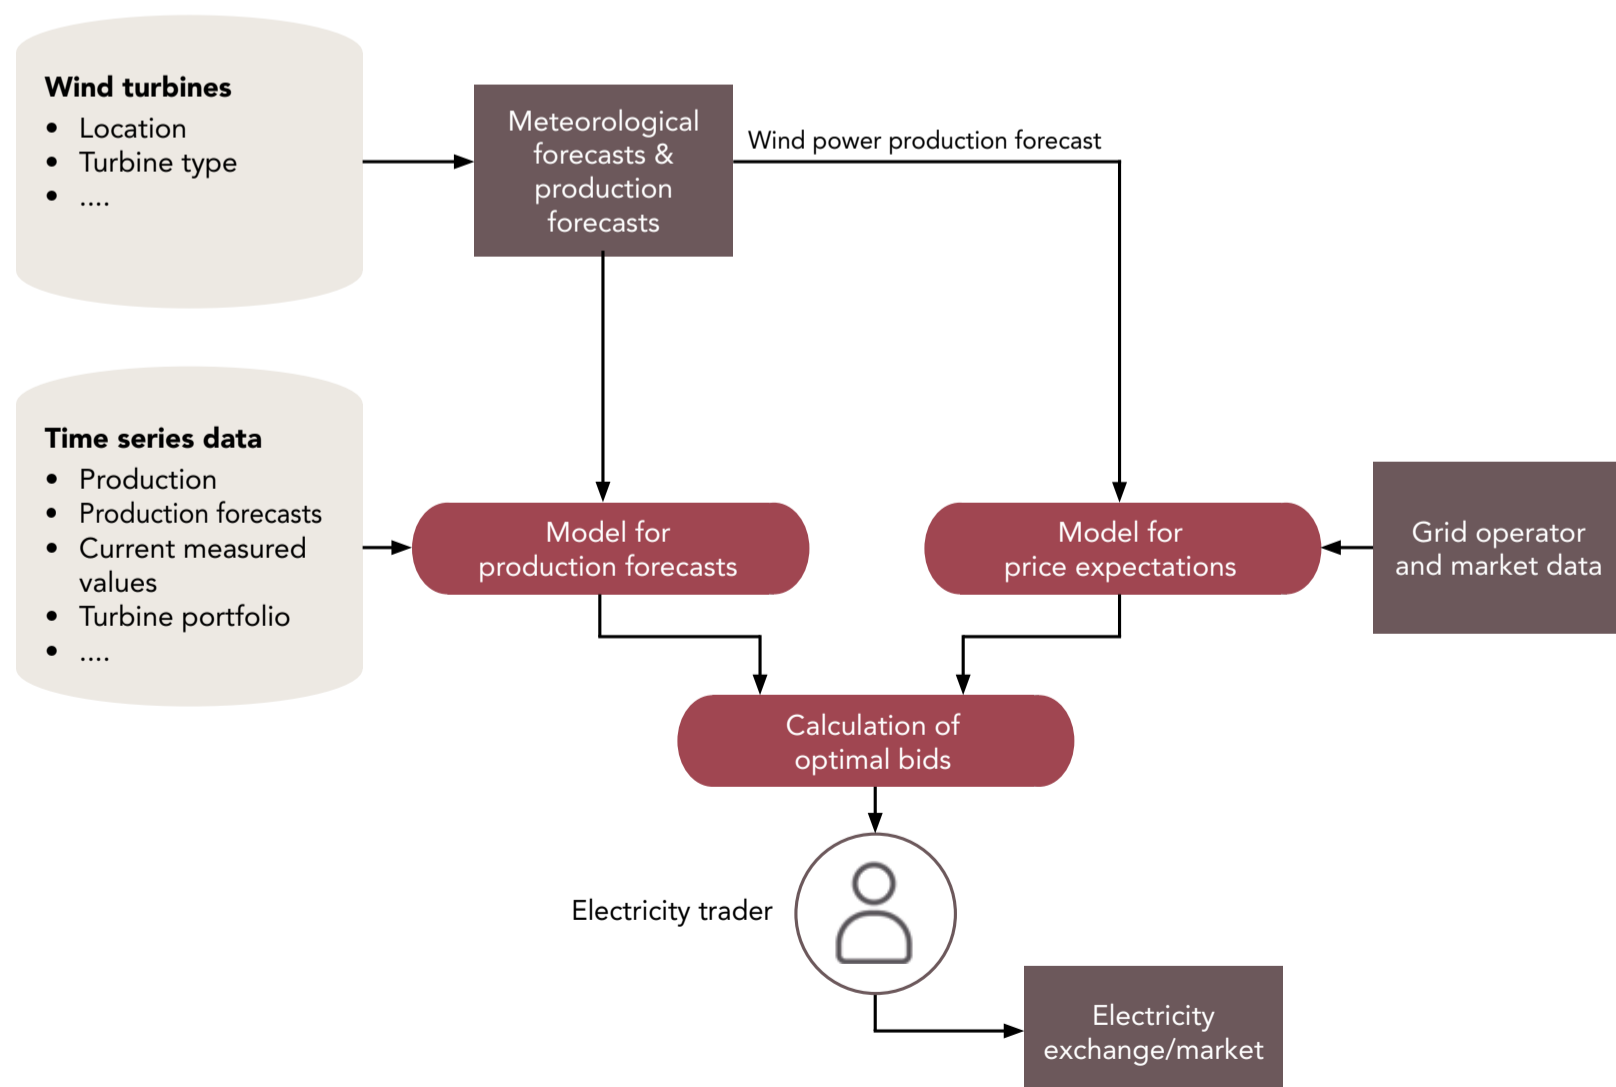 Wind turbines
• Location
• Turbine type
• ....
Meteorological
forecasts &
production
forecasts
Wind power production forecast
Time series data
• Production
• Production forecasts
• Current measured
values
• Turbine portfolio
• ....
Model for
production forecasts
Model for
price expectations
Grid operator
and market data
Calculation of
optimal bids
Electricity trader
Electricity
exchange/market